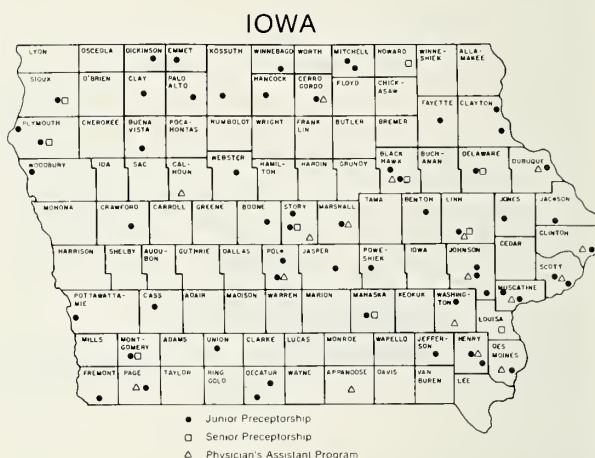 IOWA
LYON OSCEOLA DICKINSON EMMET KOSSUTH WINNEBAGO WORTH MITCHELL HOWARD WINNE- ALLA-
SHIEK MAKEE
SIOUX O'BRIEN CLAY PALO HANCOCK CERRO FLOYD CHICK-
ALTO GORDO ASAW
PLYMOUTH CHEROKEE BUENA POCA- HUMBOLDT WRIGHT FRANK BUTLER BREMER FAYETTE CLAYTON
VISTA HONTAS LIN
WOODBURY IDA SAC CAL- WEBSTER HAMIL- HARDIN GRUNDY BLACK BUCH- DELAWARE DUBUQUE
HOUN TON HAWK ANAN
MONONA CRAWFORD CARROLL GREENE BOONE STORY MARSHALL TAMA BENTON LINN JONES JACKSON
CLINTON
HARRISON SHELBY AUDU- GUTHRIE DALLAS POLK JASPER POWE- IOWA JOHNSON CEDAR
BON SHIEK
SCOTT
MUSCATINE
POTTAWATTA- CASS ADAIR MADISON WARREN MARION MAHASKA KEOKUK WASHING-
MIE TON
LOUISA
MILLS MONT- ADAMS UNION CLARKE LUCAS MONROE WAPELLO JEFFER- HENRY DES
GOMERY SON MOINES
FREMONT PAGE TAYLOR RING DECATUR WAYNE APPANOOSE DAVIS VAN LEE
GOLD BUREN
Junior Preceptorship
Senior Preceptorship
Physician's Assistant Program